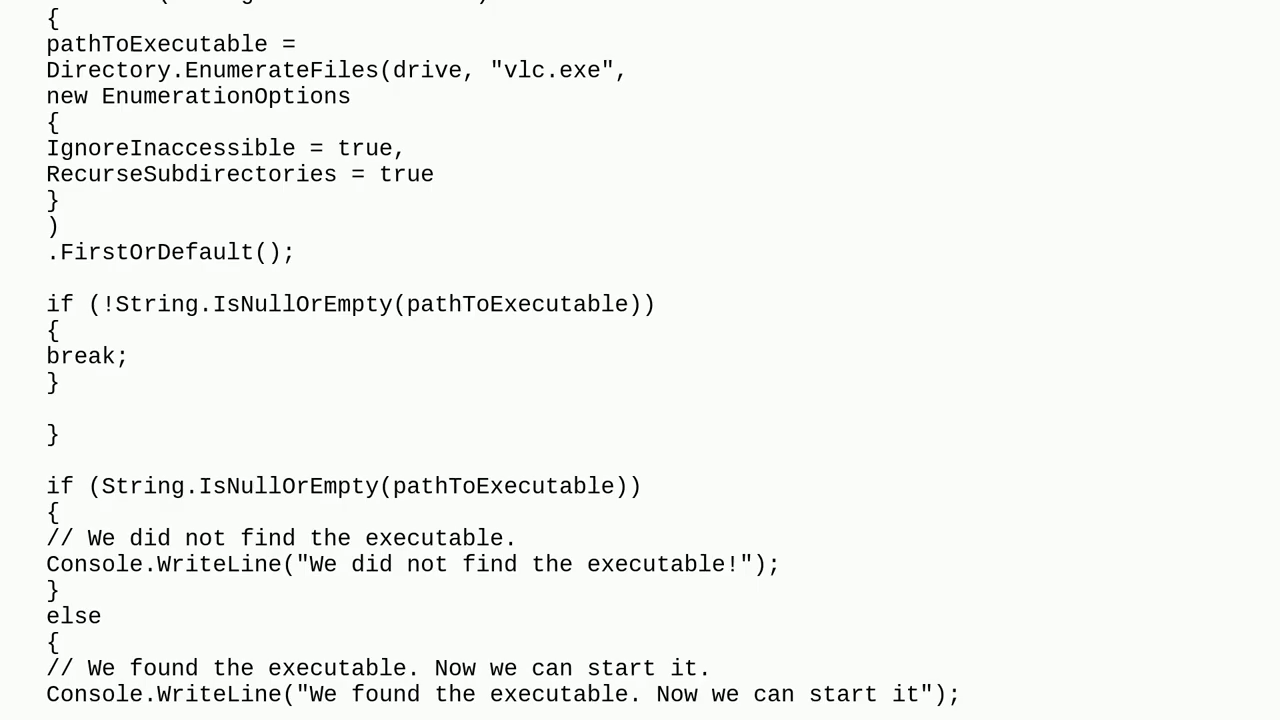 {
pathToExecutable =
Directory.EnumerateFiles(drive, "vlc.exe",
new EnumerationOptions
{
IgnoreInaccessible = true,
RecurseSubdirectories = true
}
)
.FirstOrDefault();
if (!String.IsNullOrEmpty(pathToExecutable))
{
break;
}
}
if (String.IsNullOrEmpty(pathToExecutable))
{
// We did not find the executable.
Console.WriteLine("We did not find the executable!");
}
else
{
// We found the executable. Now we can start it.
Console.WriteLine("We found the executable. Now we can start it");